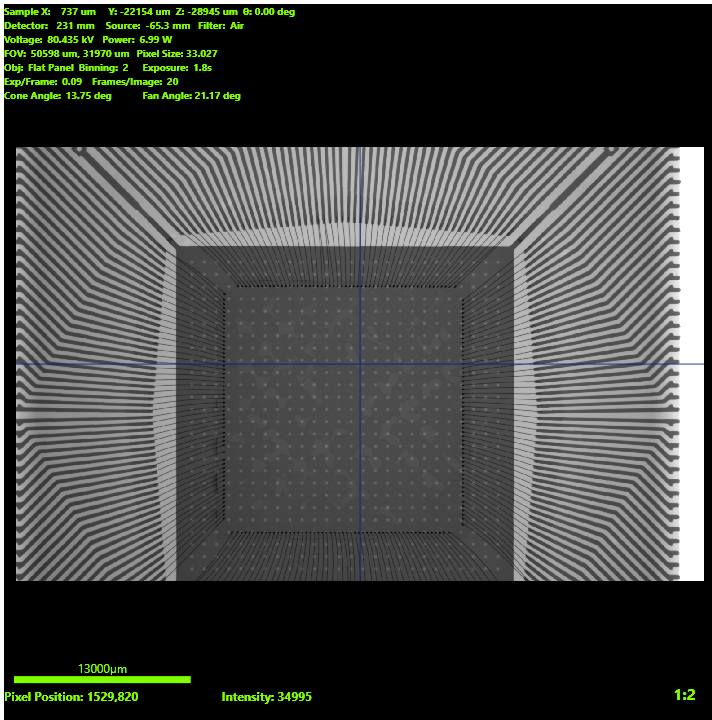 Sample X: 737 um Y: -22154 um Z: -28945 um θ: 0.00 deg
Detector: 231 mm Source: -65.3 mm Filter: Air
Voltage: 80.435 kV Power: 6.99 W
FOV: 50598 um, 31970 um Pixel Size: 33.027
Obj: Flat Panel Binning: 2 Exposure: 1.8s
Exp/Frame: 0.09 Frames/Image: 20
Cone Angle: 13.75 deg Fan Angle: 21.17 deg
13000µm
Pixel Position: 1529,820 Intensity: 34995 1:2